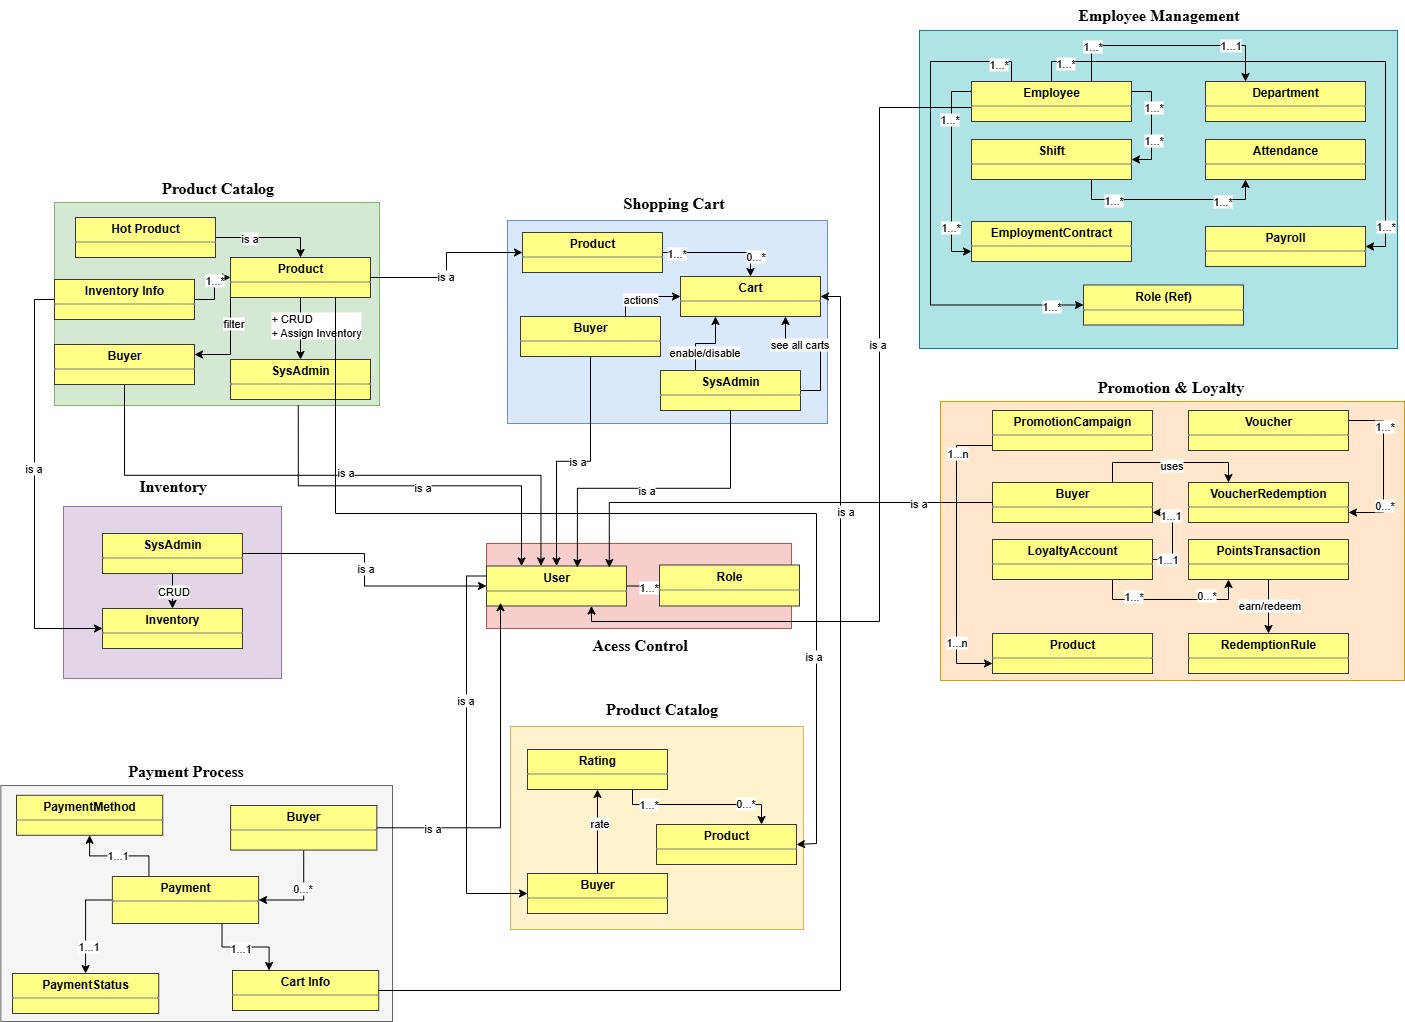 Employee Management
1...*
1...1
1...*
1...*
Employee
Department
1...*
1...*
1...*
Shift
Attendance
1...*
1...*
1...*
EmploymentContract
Payroll
1...*
Role (Ref)
1...*
is a
Product Catalog
Hot Product
is a
Product
1...*
Inventory Info
filter
+ CRUD
+ Assign Inventory
Buyer
SysAdmin
is a
is a
is a
is a
Shopping Cart
Product
1...*
0...*
Cart
actions
Buyer
enable/disable
see all carts
SysAdmin
is a
is a
is a
Promotion & Loyalty
PromotionCampaign
Voucher
1...*
1...n
uses
Buyer
VoucherRedemption
0...*
1...1
is a
LoyaltyAccount
PointsTransaction
1...1
1...*
0...*
earn/redeem
1...n
Product
RedemptionRule
Inventory
SysAdmin
is a
CRUD
Inventory
User
1...*
Role
Acess Control
is a
is a
Product Catalog
Rating
1...*
0...*
rate
Product
Buyer
Payment Process
PaymentMethod
Buyer
is a
1...1
Payment
0...*
1...1
1...1
PaymentStatus
Cart Info